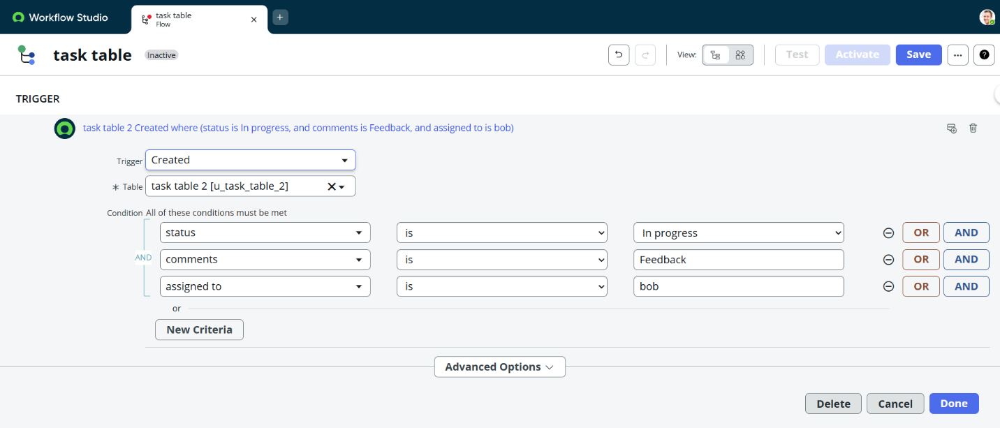 Workflow Studio
task table
Flow
task table
Inactive
View:
Test
Activate
Save
TRIGGER
task table 2 Created where (status is In progress, and comments is Feedback, and assigned to is bob)
Trigger Created
* Table task table 2 [u_task_table_2]
Condition All of these conditions must be met
status is In progress OR AND
AND
comments is Feedback OR AND
assigned to is bob OR AND
or
New Criteria
Advanced Options
Delete Cancel Done